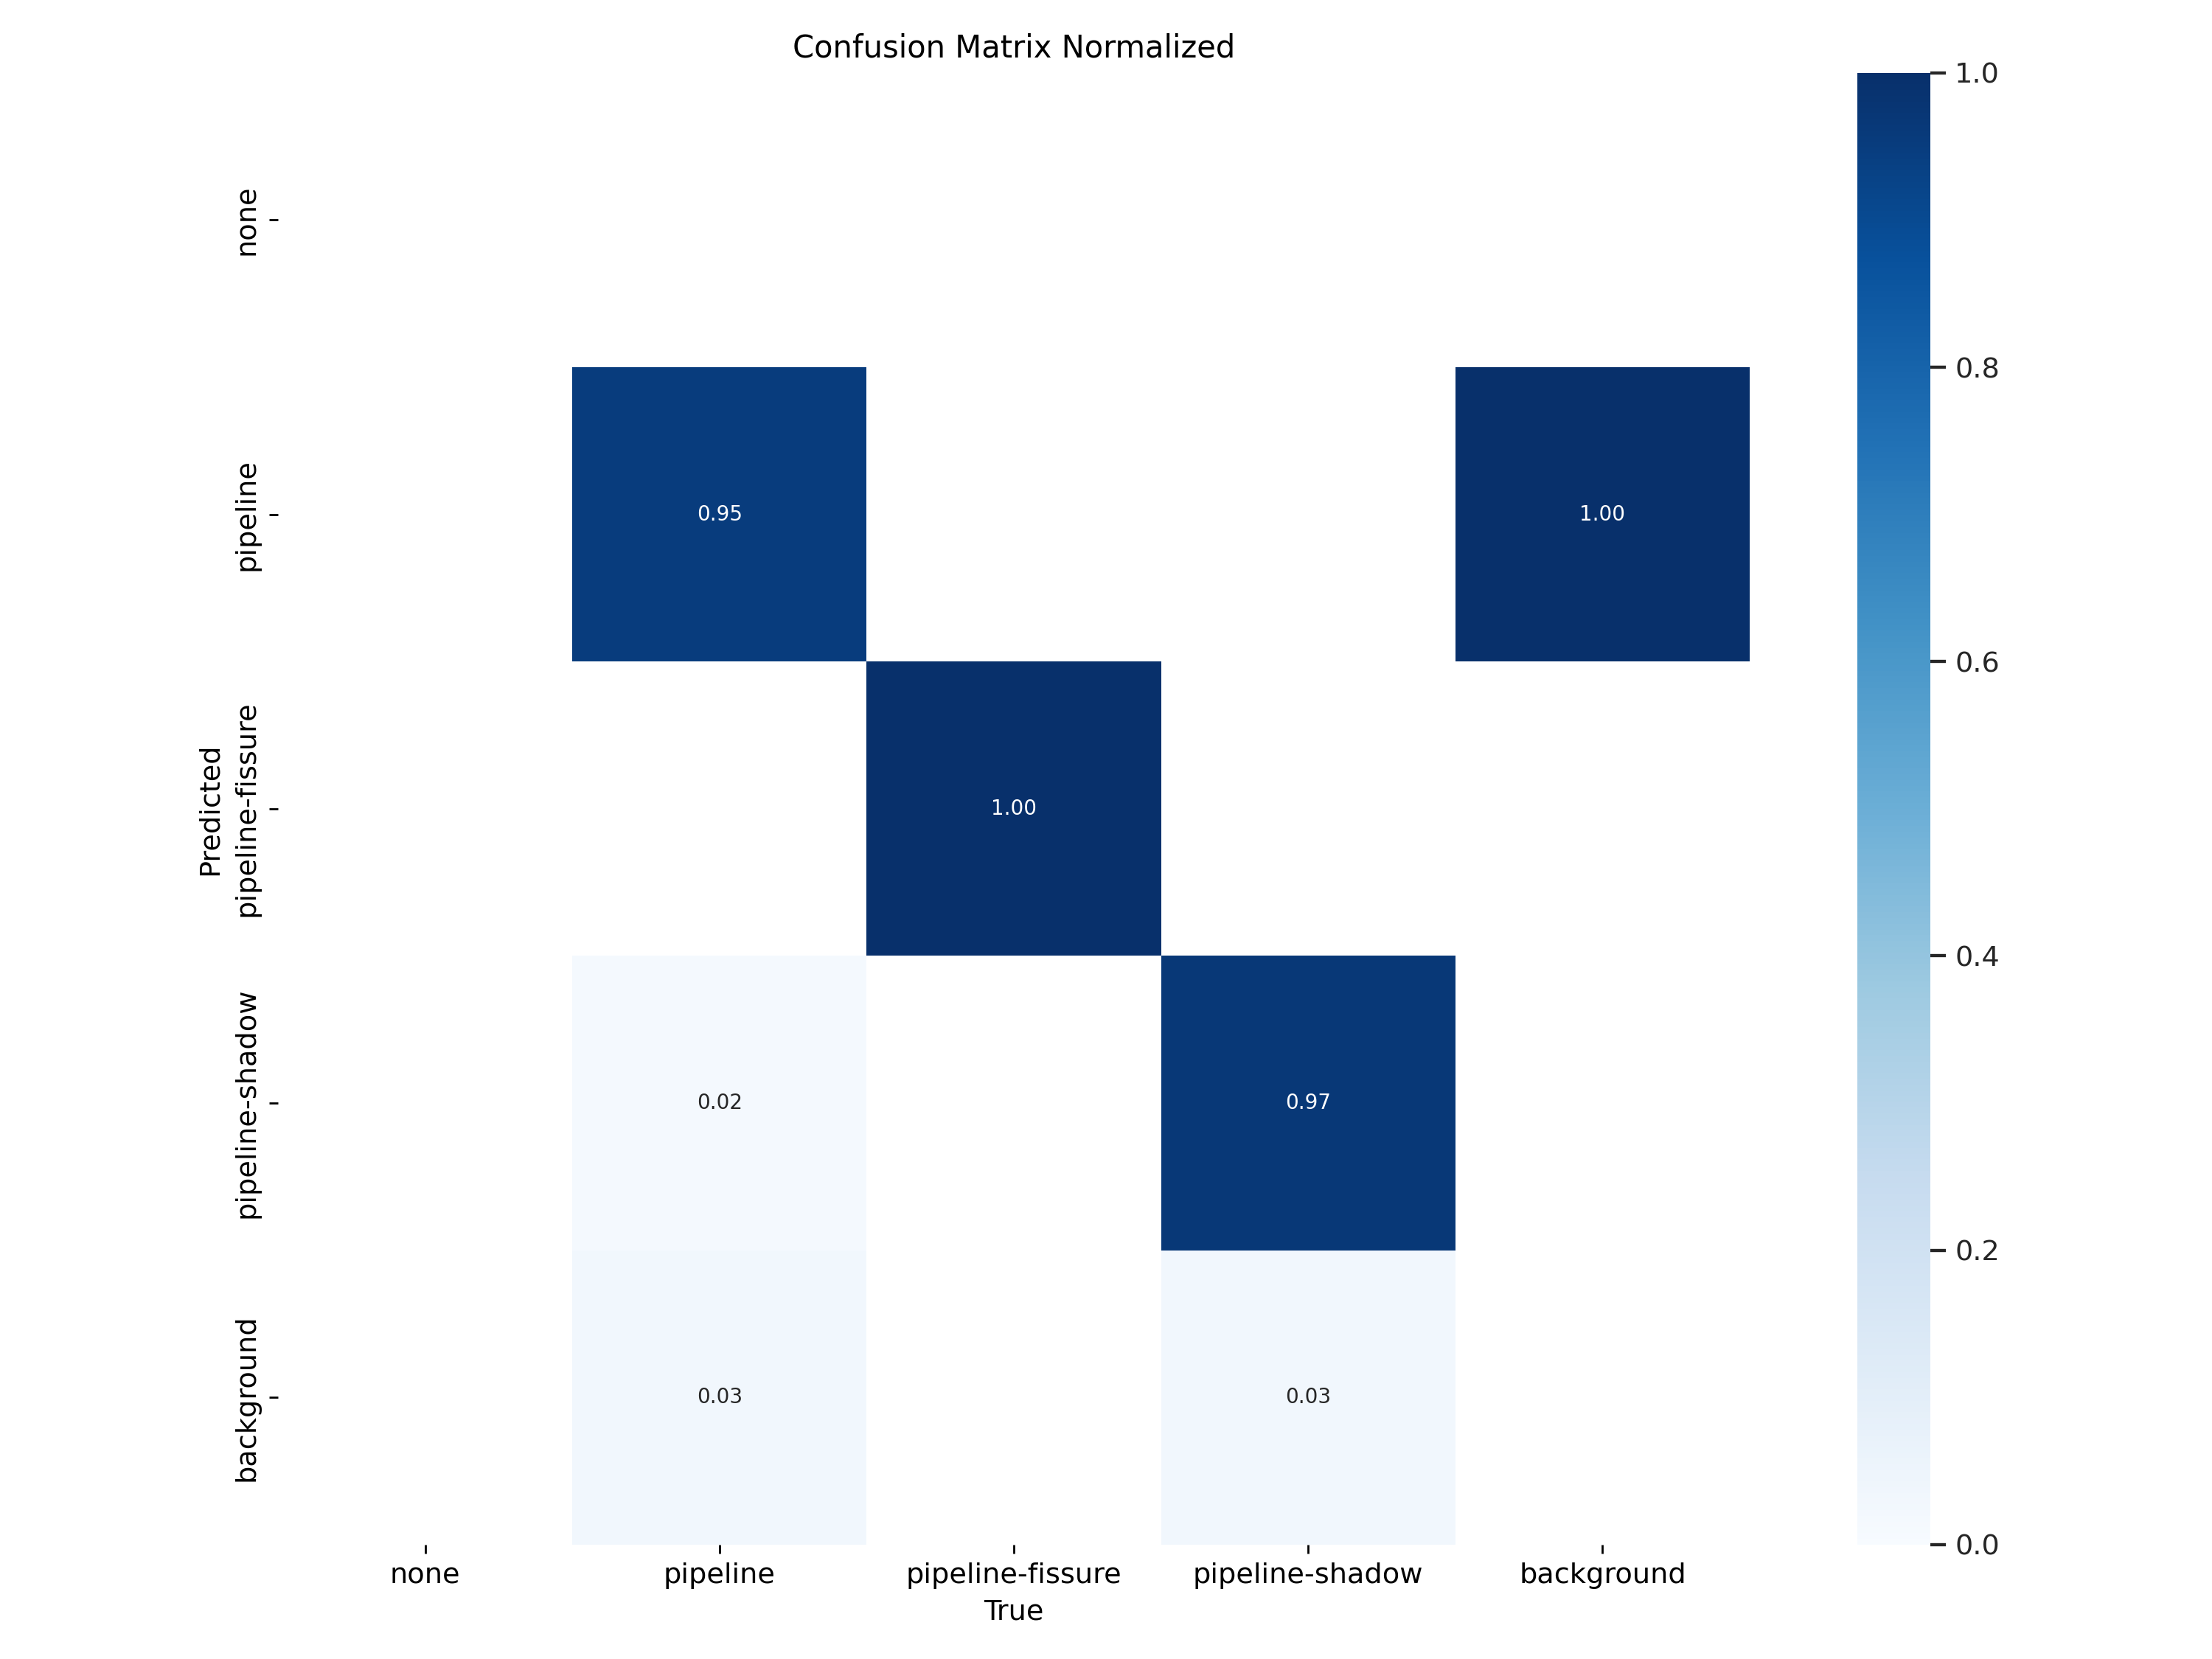 Confusion Matrix Normalized
none
pipeline
pipeline-fissure
pipeline-shadow
background
Predicted
0.95
1.00
1.00
0.02
0.97
0.03
0.03
none
pipeline
pipeline-fissure
pipeline-shadow
background
True
1.0
0.8
0.6
0.4
0.2
0.0